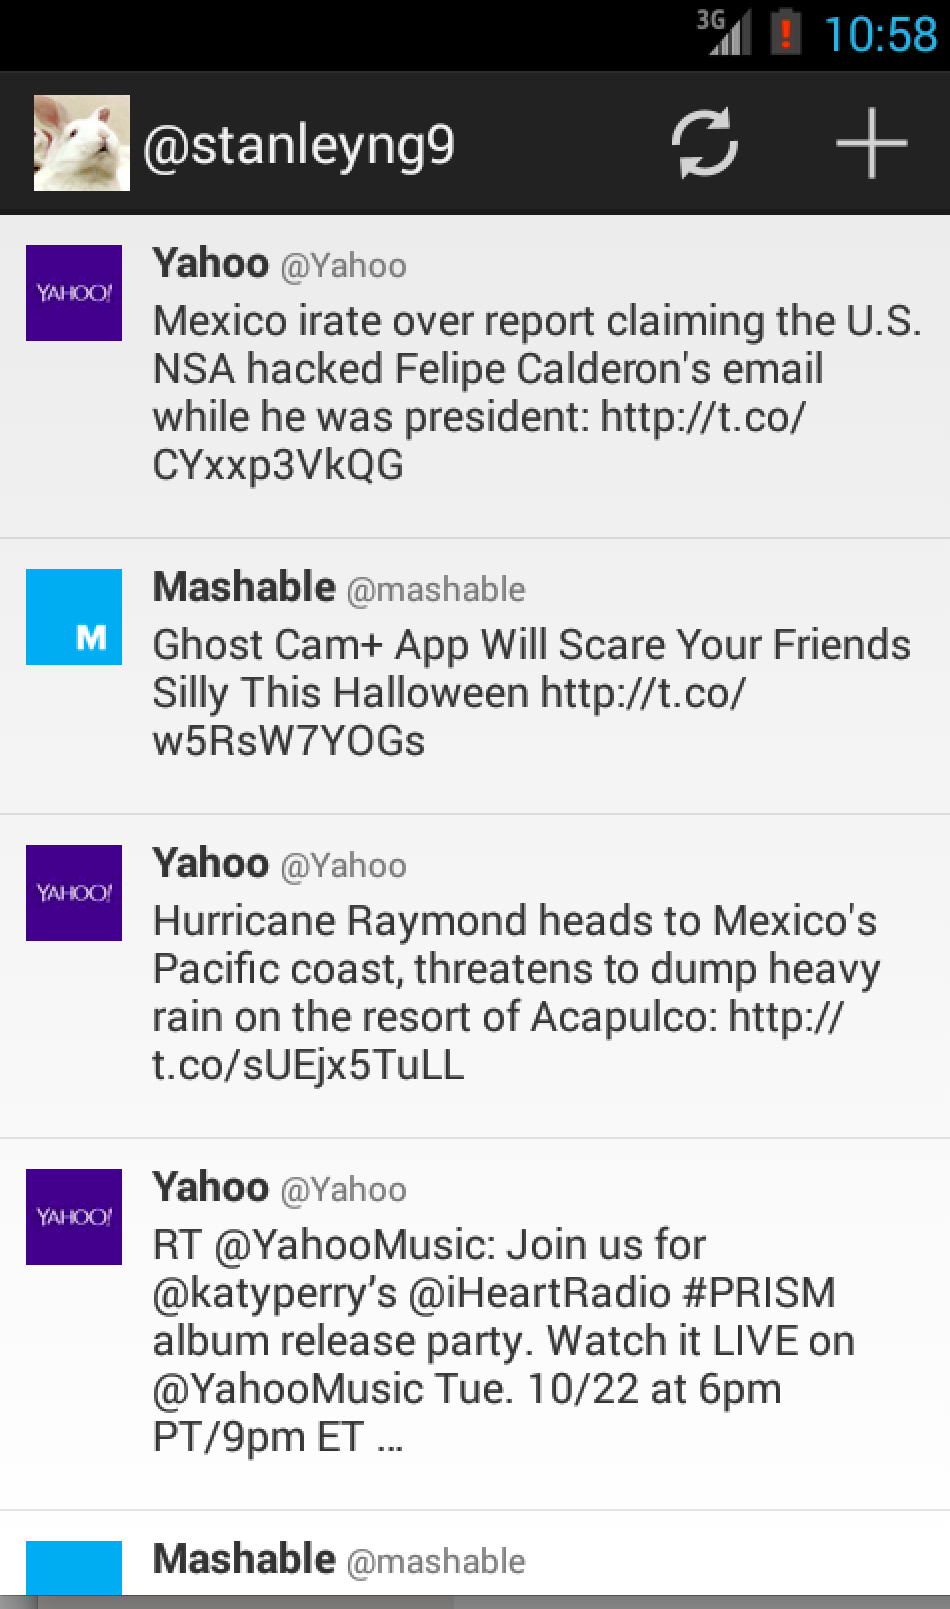 3G 10:58
@stanleyng9
YAHOO!
Yahoo @Yahoo
Mexico irate over report claiming the U.S.
NSA hacked Felipe Calderon's email
while he was president: http://t.co/
CYxxp3VkQG
M
Mashable @mashable
Ghost Cam+ App Will Scare Your Friends
Silly This Halloween http://t.co/
w5RsW7YOGs
YAHOO!
Yahoo @Yahoo
Hurricane Raymond heads to Mexico's
Pacific coast, threatens to dump heavy
rain on the resort of Acapulco: http://
t.co/sUEjx5TuLL
YAHOO!
Yahoo @Yahoo
RT @YahooMusic: Join us for
@katyperry’s @iHeartRadio #PRISM
album release party. Watch it LIVE on
@YahooMusic Tue. 10/22 at 6pm
PT/9pm ET ...
Mashable @mashable